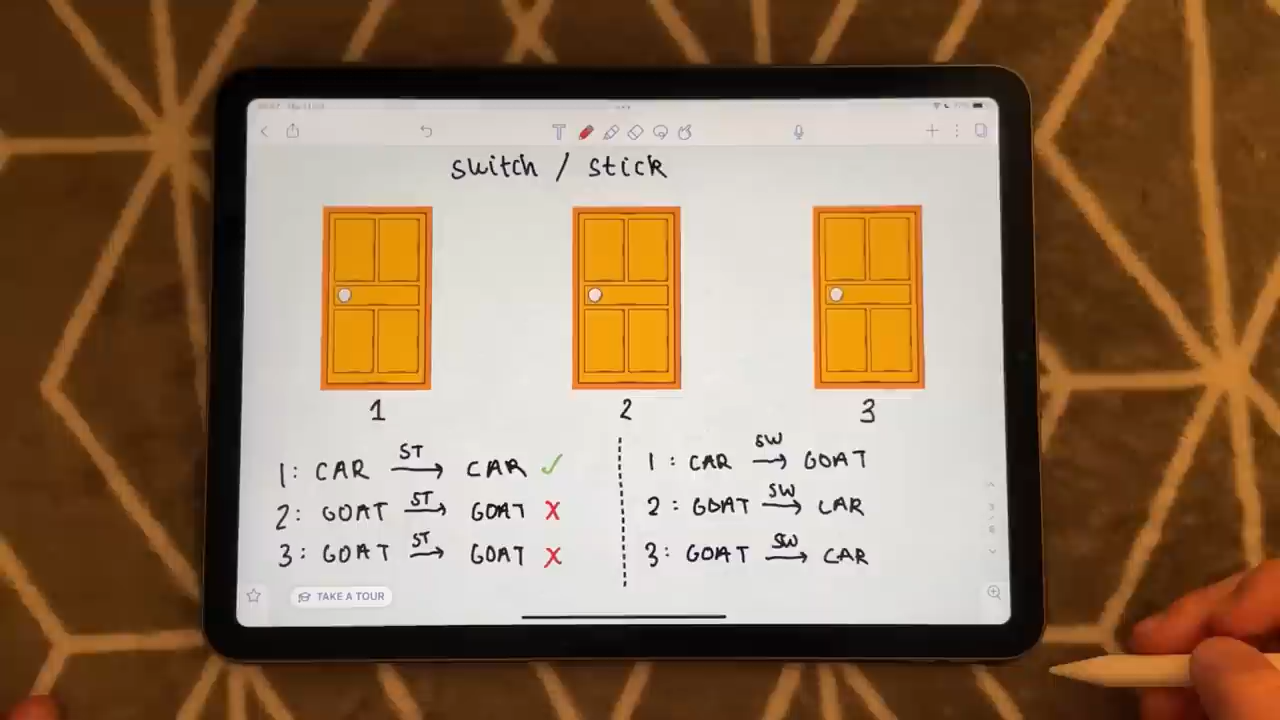 switch / stick
1
2
3
1: CAR ST → CAR ✓
2: GOAT ST → GOAT X
3: GOAT ST → GOAT X
1: CAR SW → GOAT
2: GOAT SW → CAR
3: GOAT SW → CAR
TAKE A TOUR